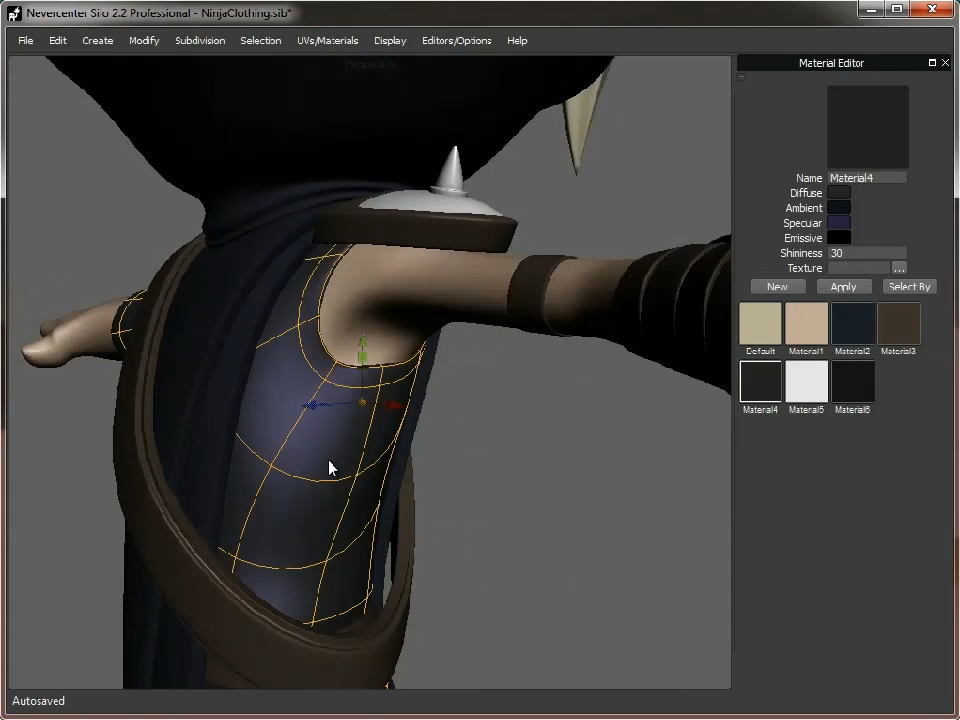 Nevercenter Silo 2.2 Professional - NinjaClothing.sib*
File Edit Create Modify Subdivision Selection UVs/Materials Display Editors/Options Help
Perspective
Material Editor
Name Material4
Diffuse
Ambient
Specular
Emissive
Shininess 30
Texture ...
New Apply Select By
Default Material1 Material2 Material3
Material4 Material5 Material6
Autosaved